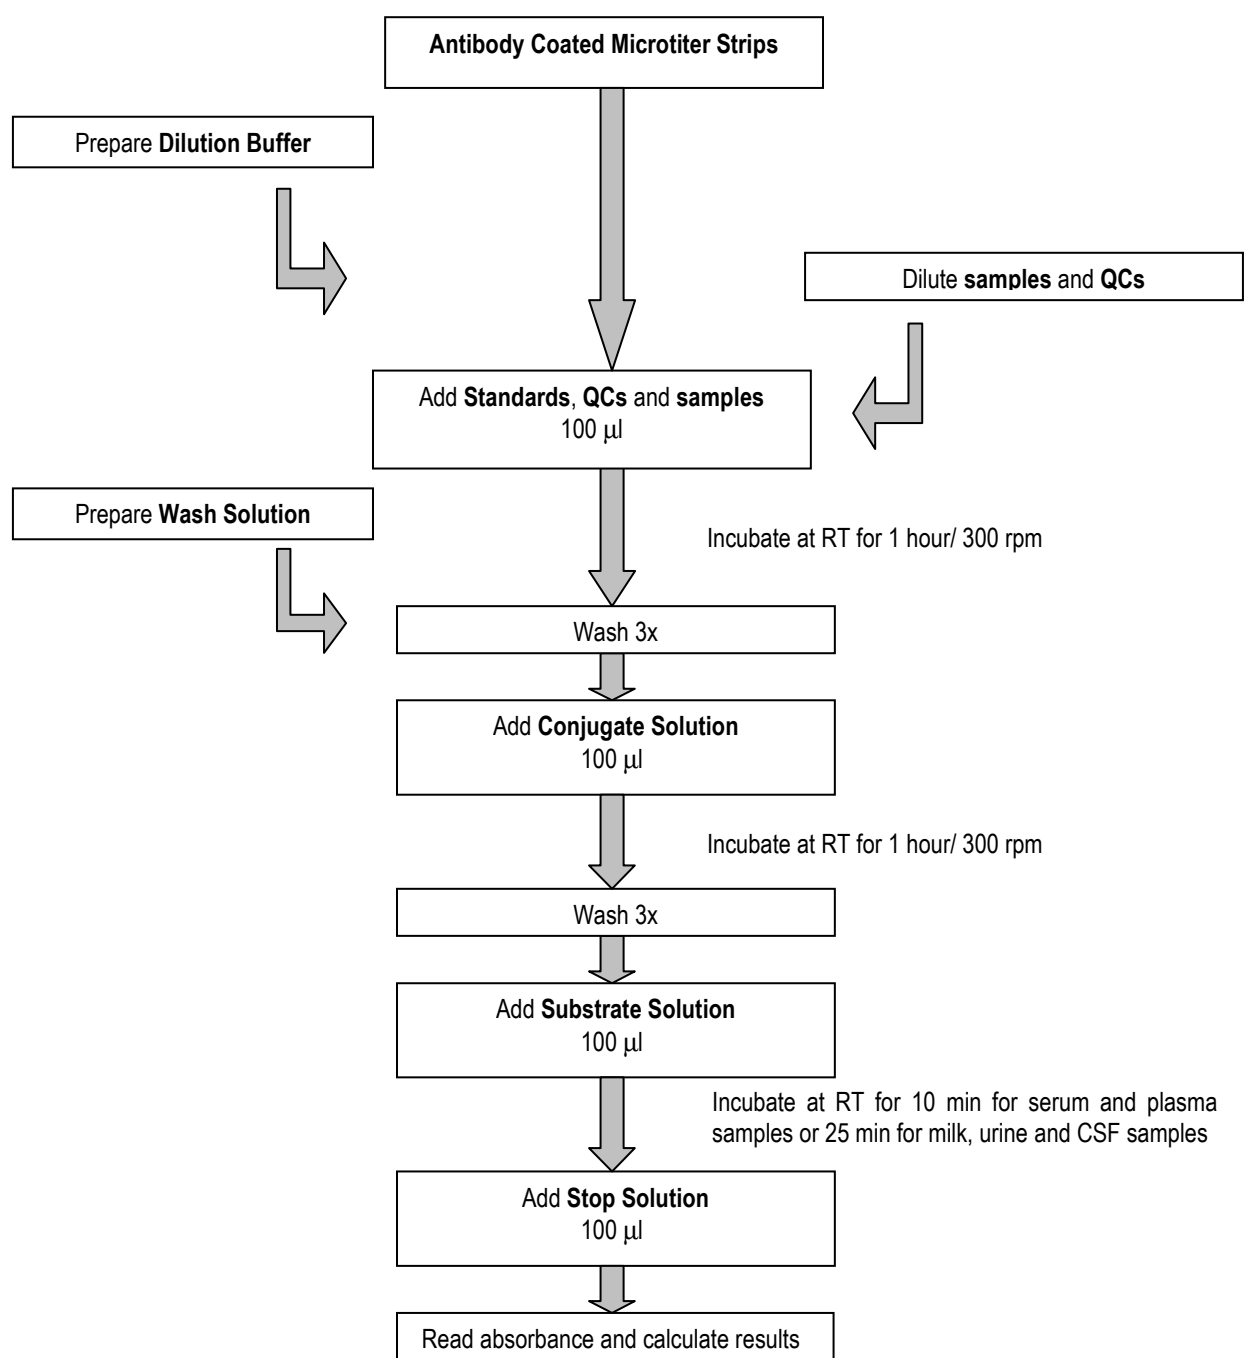 Antibody Coated Microtiter Strips
Prepare Dilution Buffer
Dilute samples and QCs
Add Standards, QCs and samples
100 μl
Prepare Wash Solution
Incubate at RT for 1 hour/ 300 rpm
Wash 3x
Add Conjugate Solution
100 μl
Incubate at RT for 1 hour/ 300 rpm
Wash 3x
Add Substrate Solution
100 μl
Incubate at RT for 10 min for serum and plasma
samples or 25 min for milk, urine and CSF samples
Add Stop Solution
100 μl
Read absorbance and calculate results